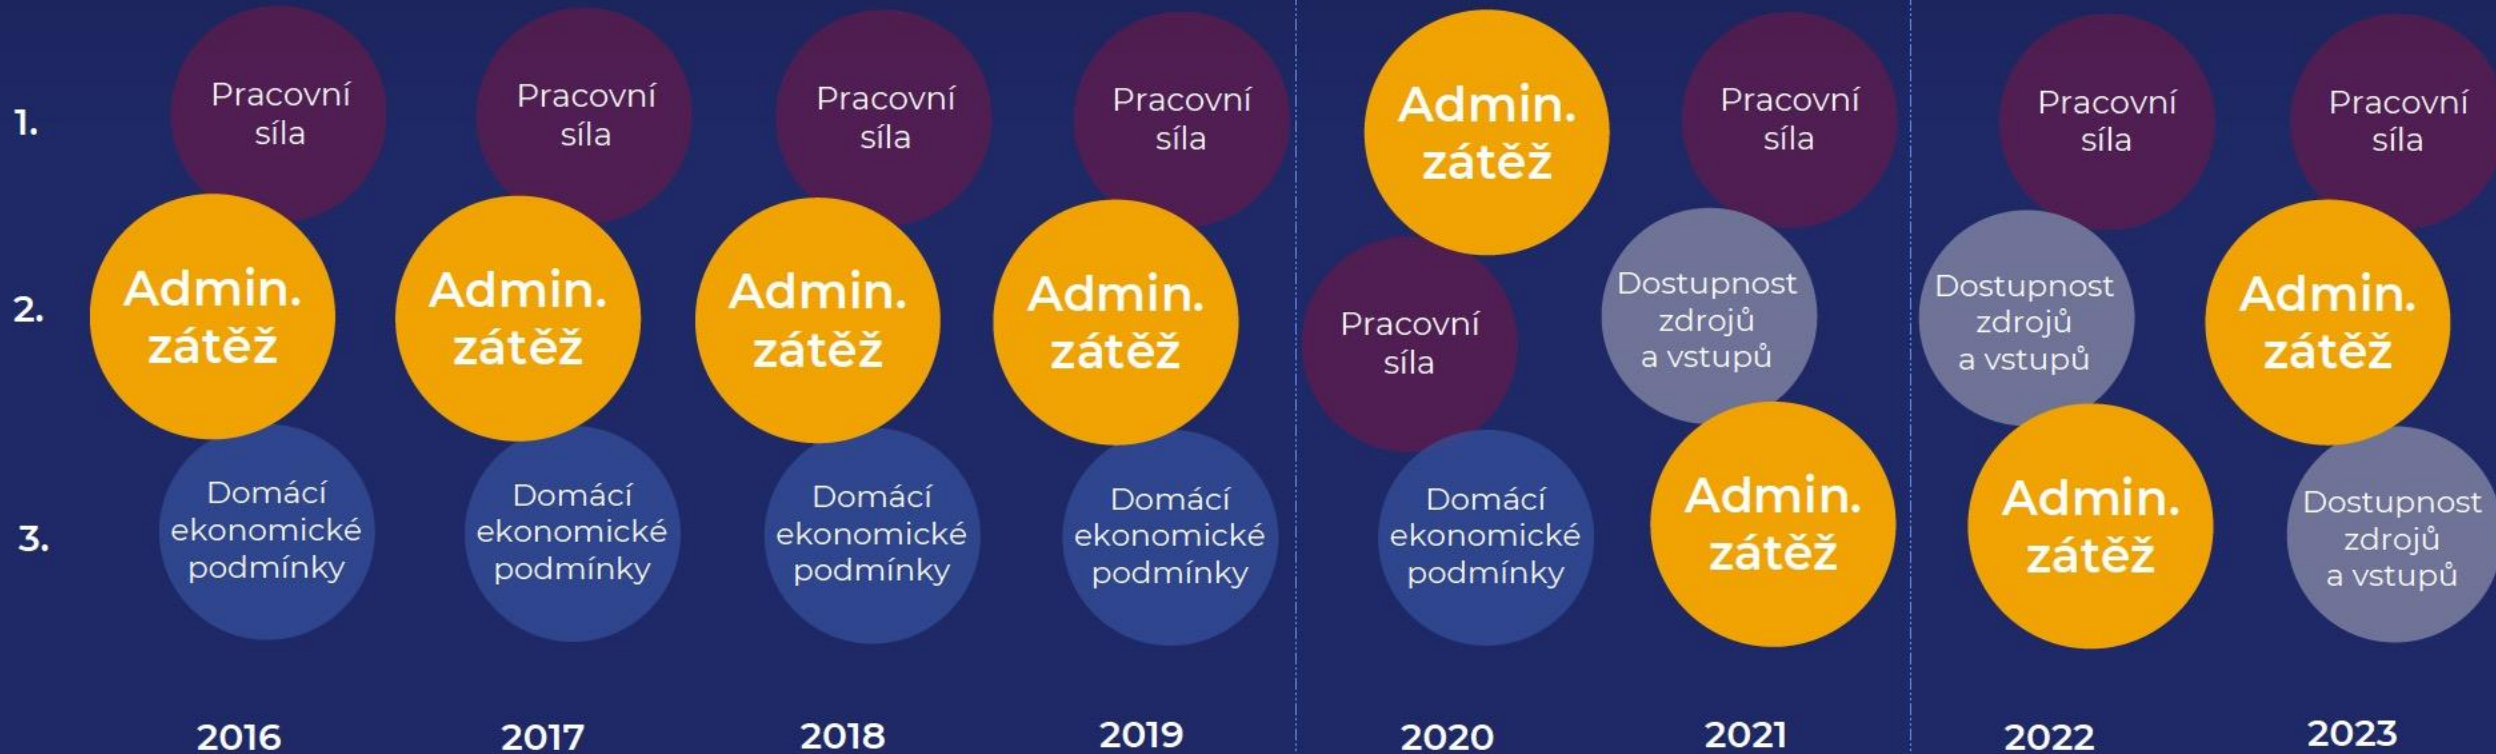 1.
Pracovní
síla
Pracovní
síla
Pracovní
síla
Pracovní
síla
Admin.
zátěž
Pracovní
síla
Pracovní
síla
Pracovní
síla
2.
Admin.
zátěž
Admin.
zátěž
Admin.
zátěž
Admin.
zátěž
Pracovní
síla
Dostupnost
zdrojů
a vstupů
Dostupnost
zdrojů
a vstupů
Admin.
zátěž
3.
Domácí
ekonomické
podmínky
Domácí
ekonomické
podmínky
Domácí
ekonomické
podmínky
Domácí
ekonomické
podmínky
Domácí
ekonomické
podmínky
Admin.
zátěž
Admin.
zátěž
Dostupnost
zdrojů
a vstupů
2016
2017
2018
2019
2020
2021
2022
2023